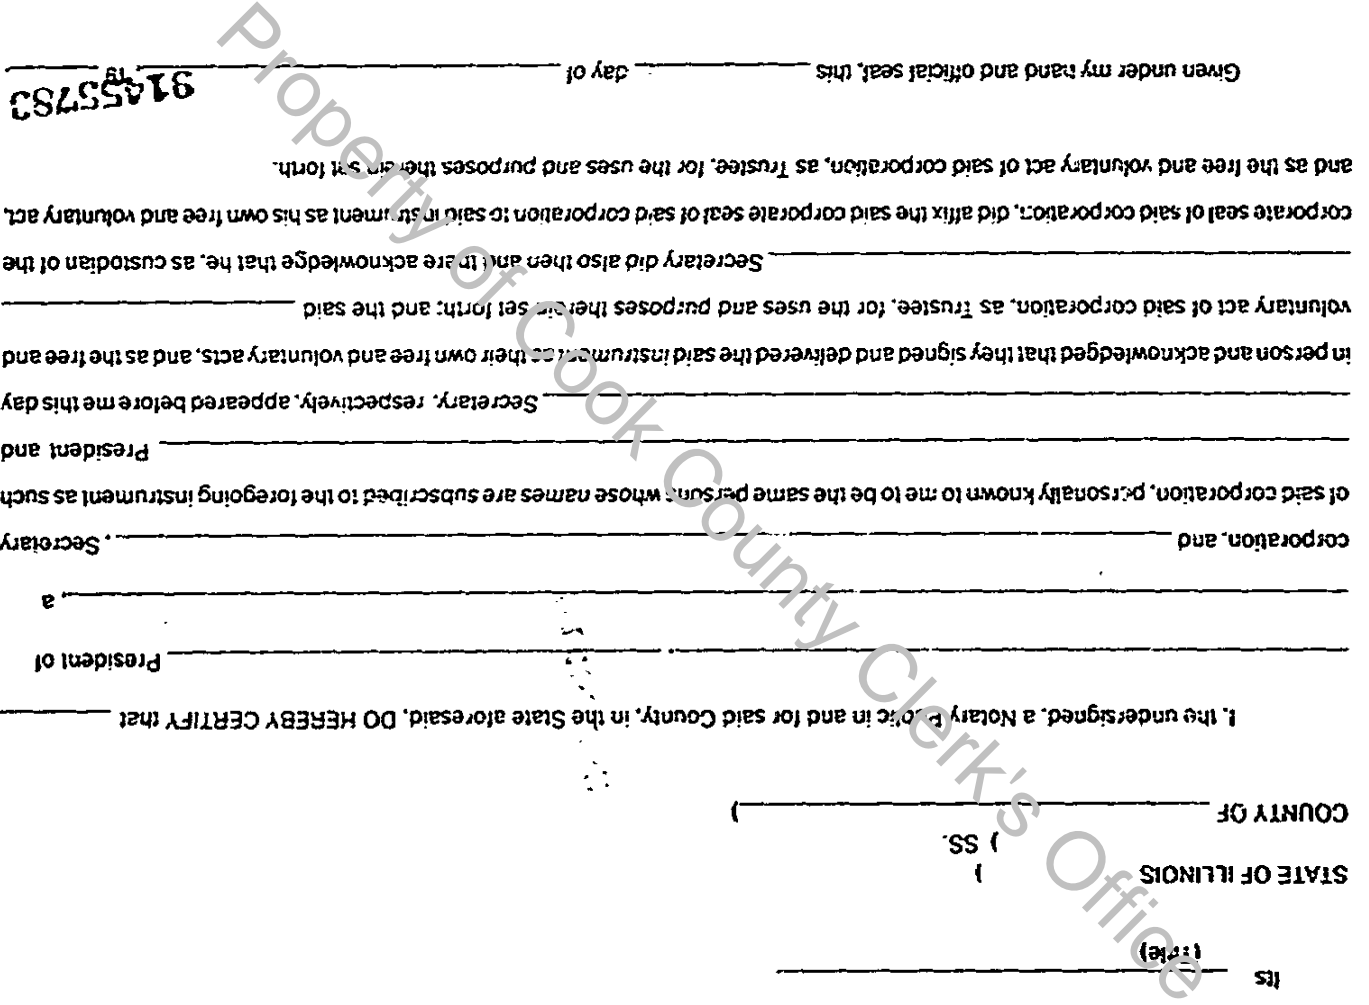 Its
(Title)
STATE OF ILLINOIS )
) SS.
COUNTY OF )
I, the undersigned, a Notary Public in and for said County, in the State aforesaid, DO HEREBY CERTIFY that
President of
, a
corporation, and , Secretary
of said corporation, personally known to me to be the same persons whose names are subscribed to the foregoing instrument as such
President and
Secretary, respectively, appeared before me this day
in person and acknowledged that they signed and delivered the said instrument as their own free and voluntary acts, and as the free and
voluntary act of said corporation, as Trustee, for the uses and purposes therein set forth; and the said
Secretary did also then and there acknowledge that he, as custodian of the
corporate seal of said corporation, did affix the said corporate seal of said corporation to said instrument as his own free and voluntary act,
and as the free and voluntary act of said corporation, as Trustee, for the uses and purposes therein set forth.
Given under my hand and official seal, this day of 19
91455783
Property of Cook County Clerk's Office